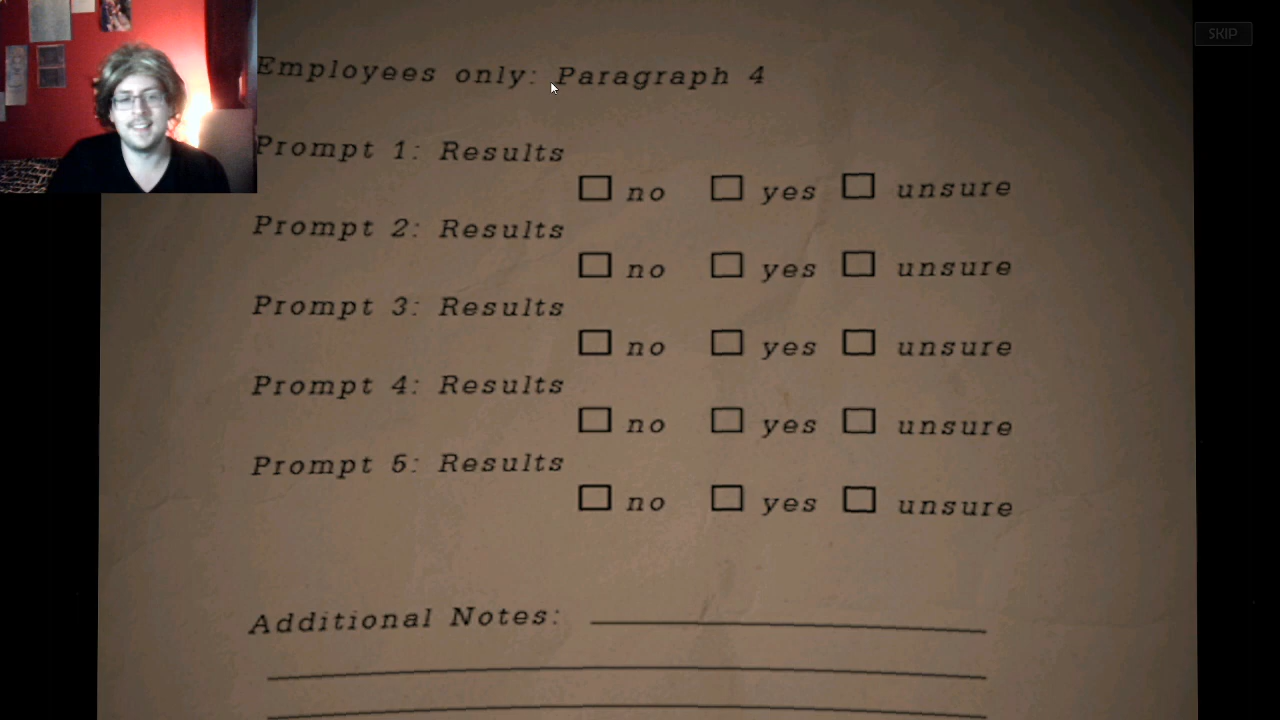 SKIP
Employees only: Paragraph 4
Prompt 1: Results
no yes unsure
Prompt 2: Results
no yes unsure
Prompt 3: Results
no yes unsure
Prompt 4: Results
no yes unsure
Prompt 5: Results
no yes unsure
Additional Notes: